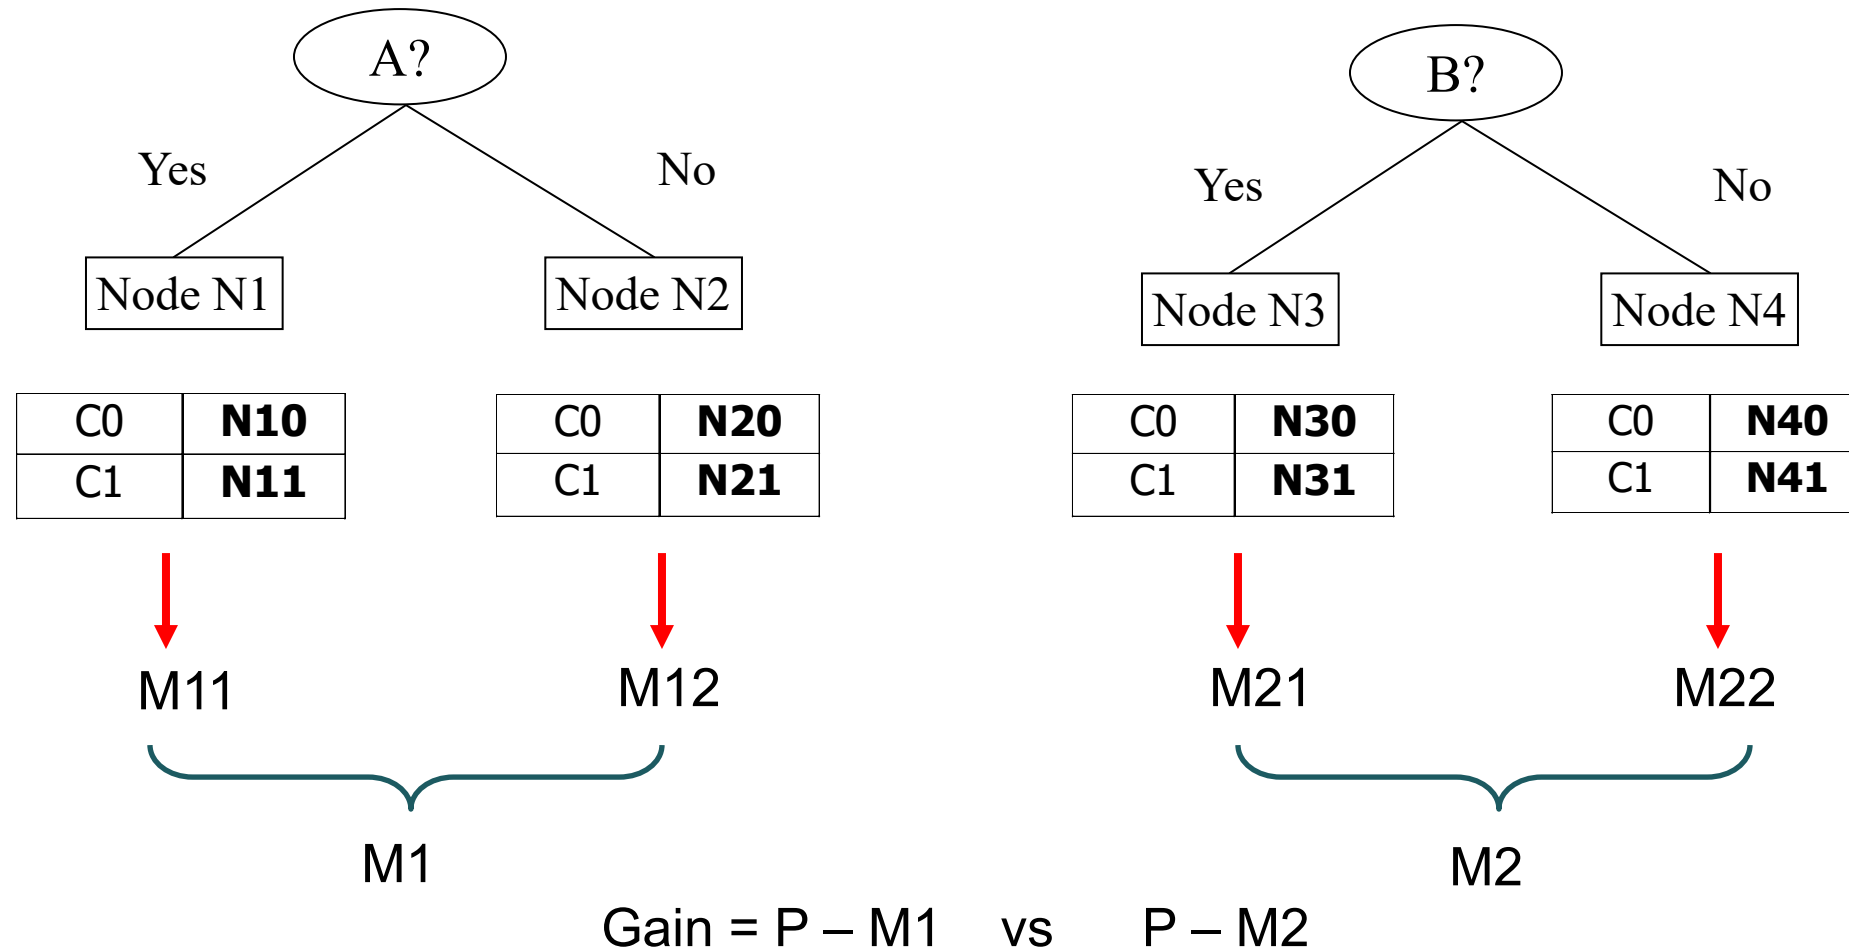 A?
B?
Yes
No
Yes
No
Node N1
Node N2
Node N3
Node N4
C0 N10
C1 N11
C0 N20
C1 N21
C0 N30
C1 N31
C0 N40
C1 N41
M11
M12
M21
M22
M1
M2
Gain = P – M1 vs P – M2